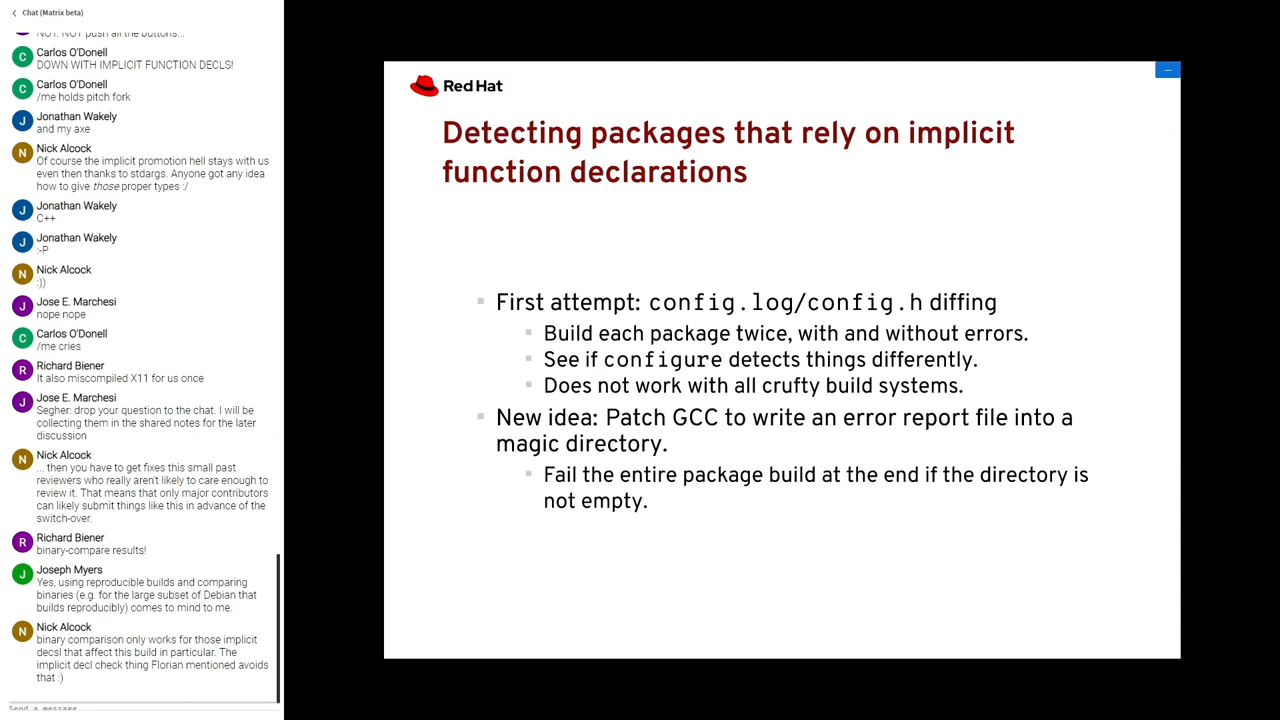 Chat (Matrix beta)
NOT. NOT push all the buttons...
Carlos O'Donell
DOWN WITH IMPLICIT FUNCTION DECLS!
Carlos O'Donell
/me holds pitch fork
Jonathan Wakely
and my axe
Nick Alcock
Of course the implicit promotion hell stays with us
even then thanks to stdargs. Anyone got any idea
how to give those proper types :/
Jonathan Wakely
C++
Jonathan Wakely
:-P
Nick Alcock
:))
Jose E. Marchesi
nope nope
Carlos O'Donell
/me cries
Richard Biener
It also miscompiled X11 for us once
Jose E. Marchesi
Segher: drop your question to the chat. I will be
collecting them in the shared notes for the later
discussion
Nick Alcock
... then you have to get fixes this small past
reviewers who really aren't likely to care enough to
review it. That means that only major contributors
can likely submit things like this in advance of the
switch-over.
Richard Biener
binary-compare results!
Joseph Myers
Yes, using reproducible builds and comparing
binaries (e.g. for the large subset of Debian that
builds reproducibly) comes to mind to me.
Nick Alcock
binary comparison only works for those implicit
decsl that affect this build in particular. The
implicit decl check thing Florian mentioned avoids
that :)
Send a message
Red Hat
Detecting packages that rely on implicit
function declarations
First attempt: config.log/config.h diffing
Build each package twice, with and without errors.
See if configure detects things differently.
Does not work with all crufty build systems.
New idea: Patch GCC to write an error report file into a
magic directory.
Fail the entire package build at the end if the directory is
not empty.